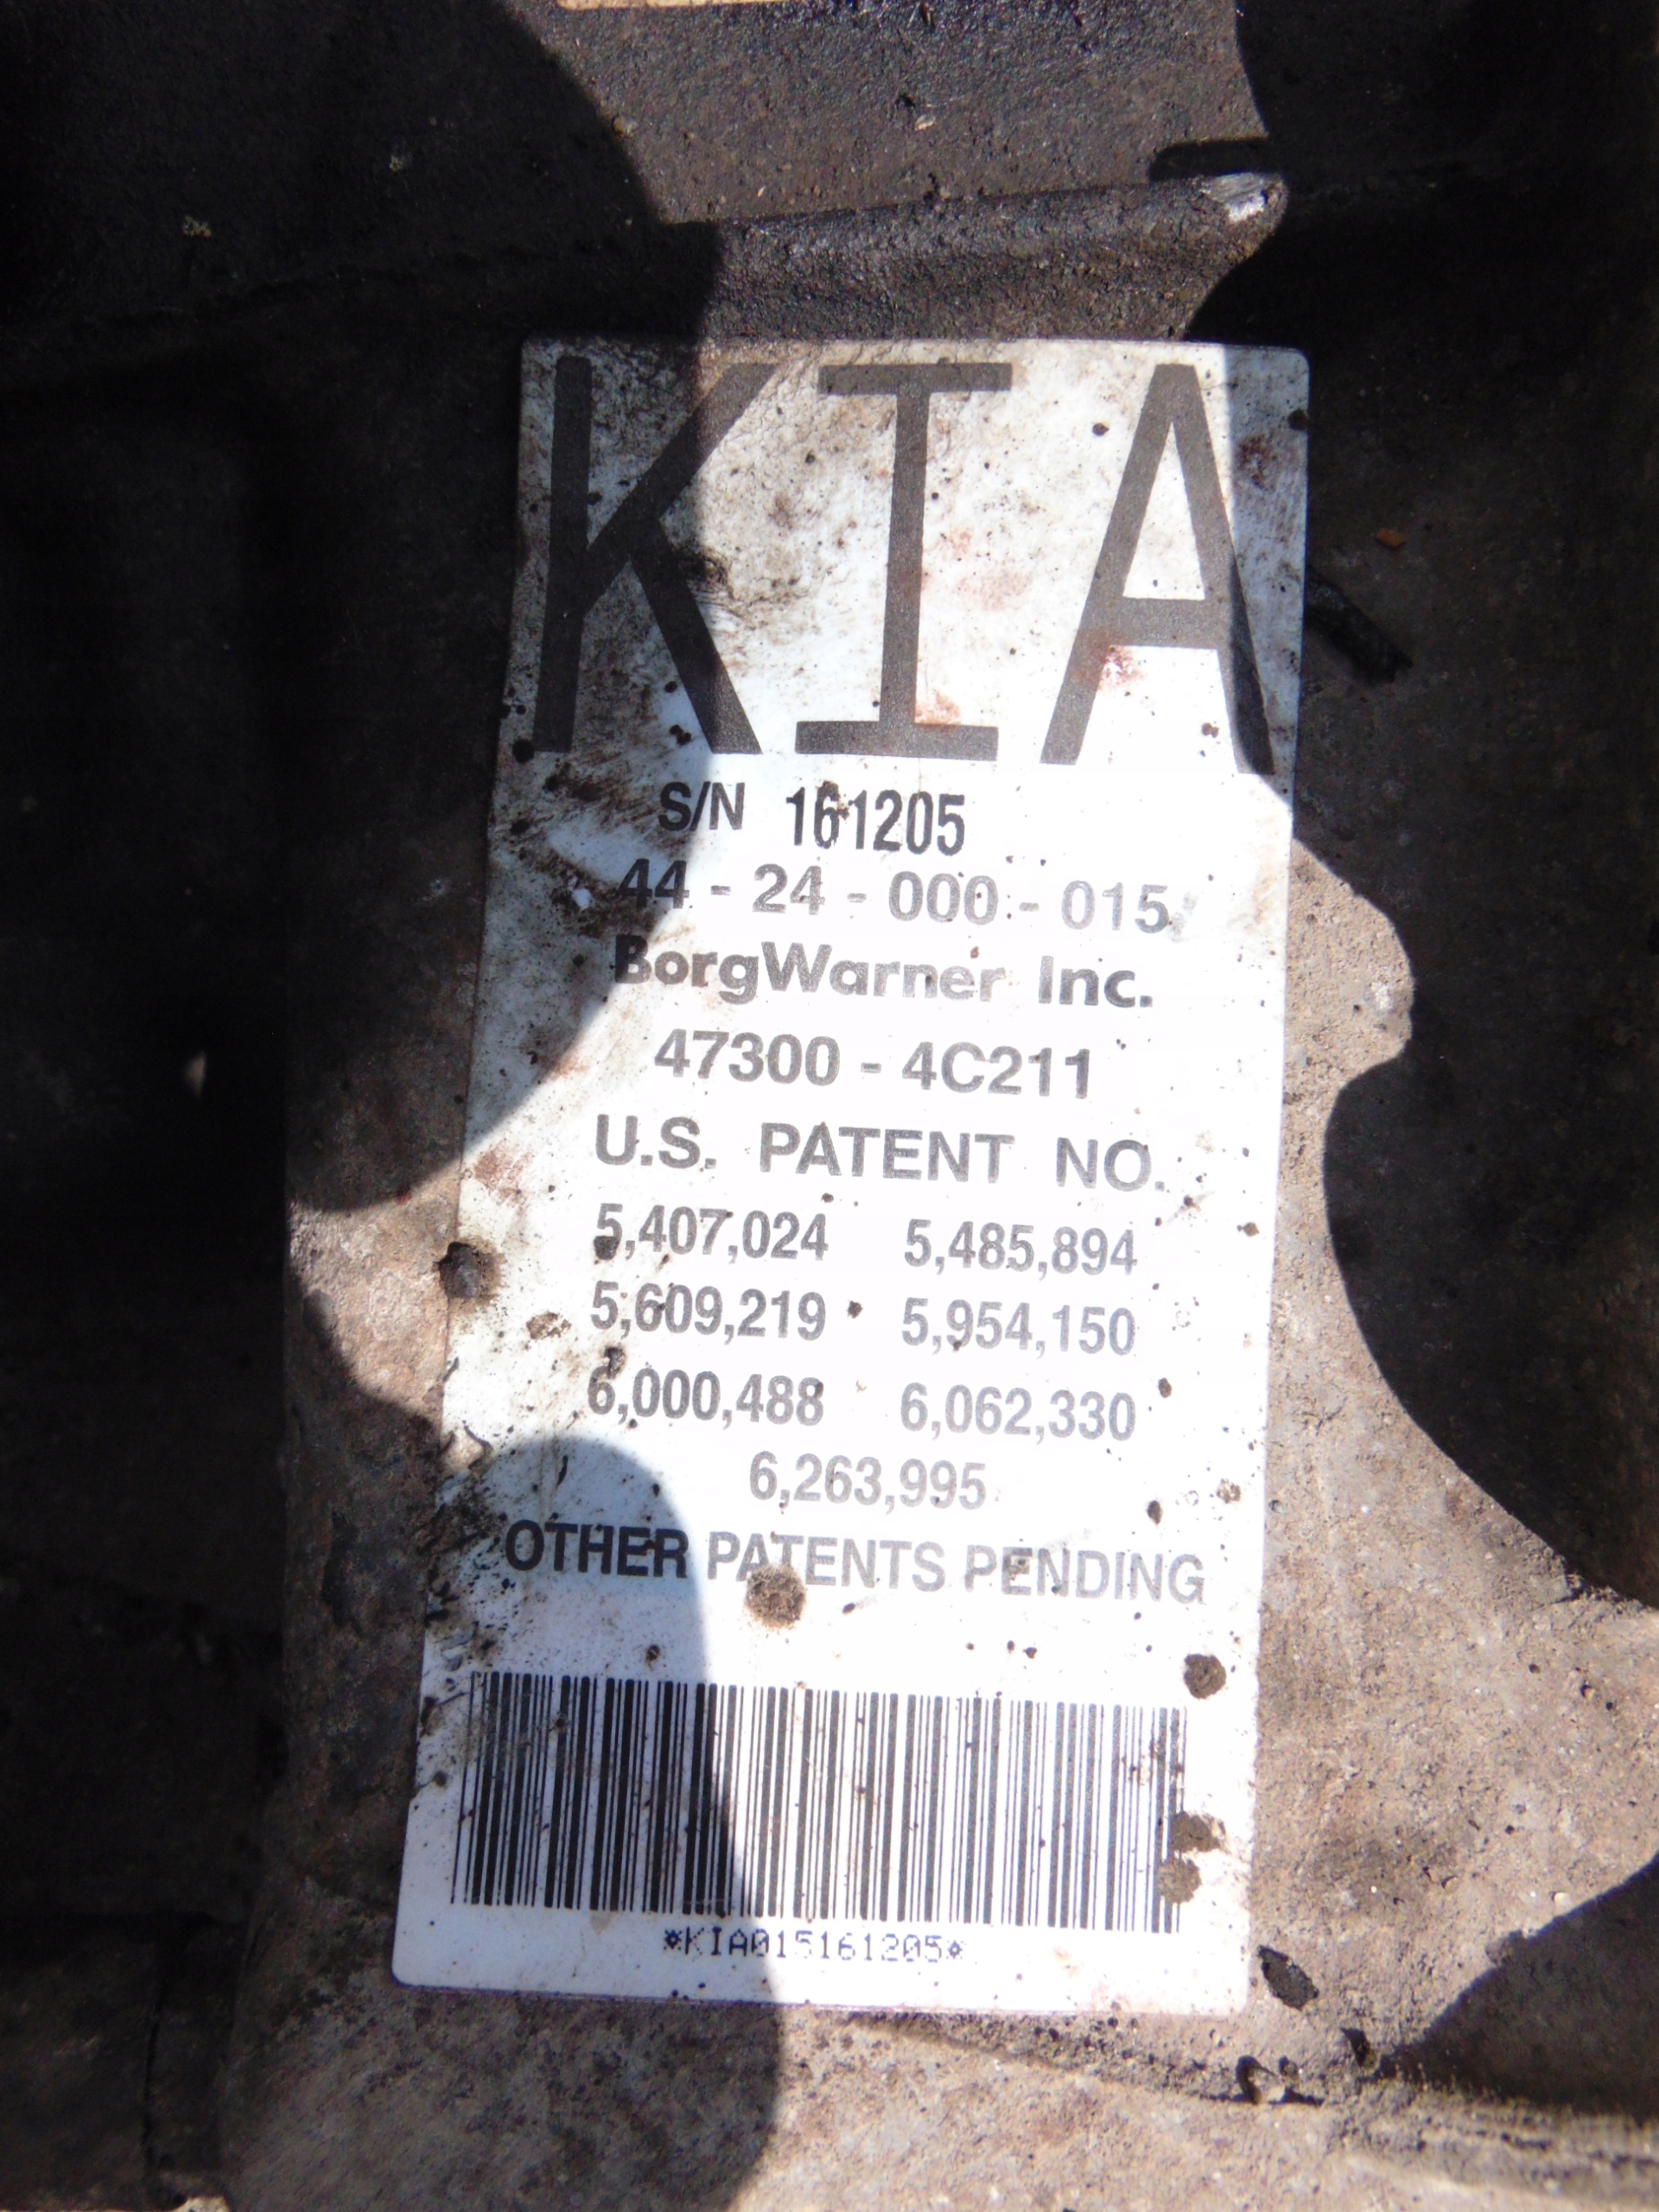 KIA
S/N 161205
44 - 24 - 000 - 015
BorgWarner Inc.
47300 - 4C211
U.S. PATENT NO.
5,407,024 5,485,894
5,609,219 5,954,150
6,000,488 6,062,330
6,263,995
OTHER PATENTS PENDING
*KIA015161205*